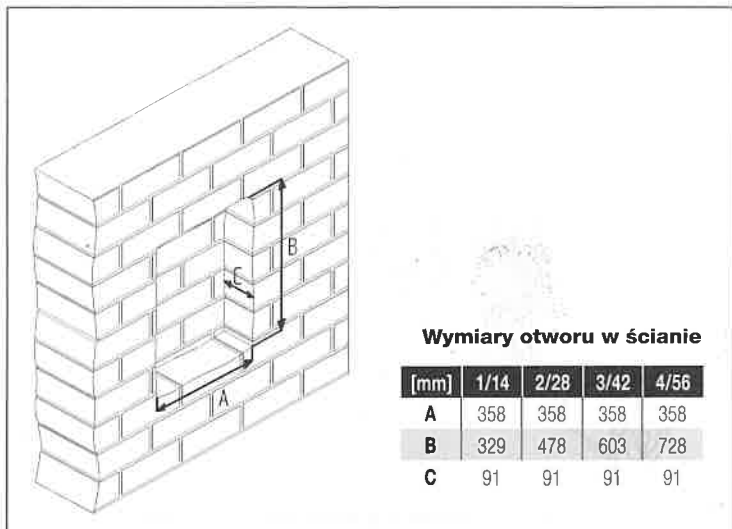 B
C
A
Wymiary otworu w ścianie
[mm] 1/14 2/28 3/42 4/56
A 358 358 358 358
B 329 478 603 728
C 91 91 91 91